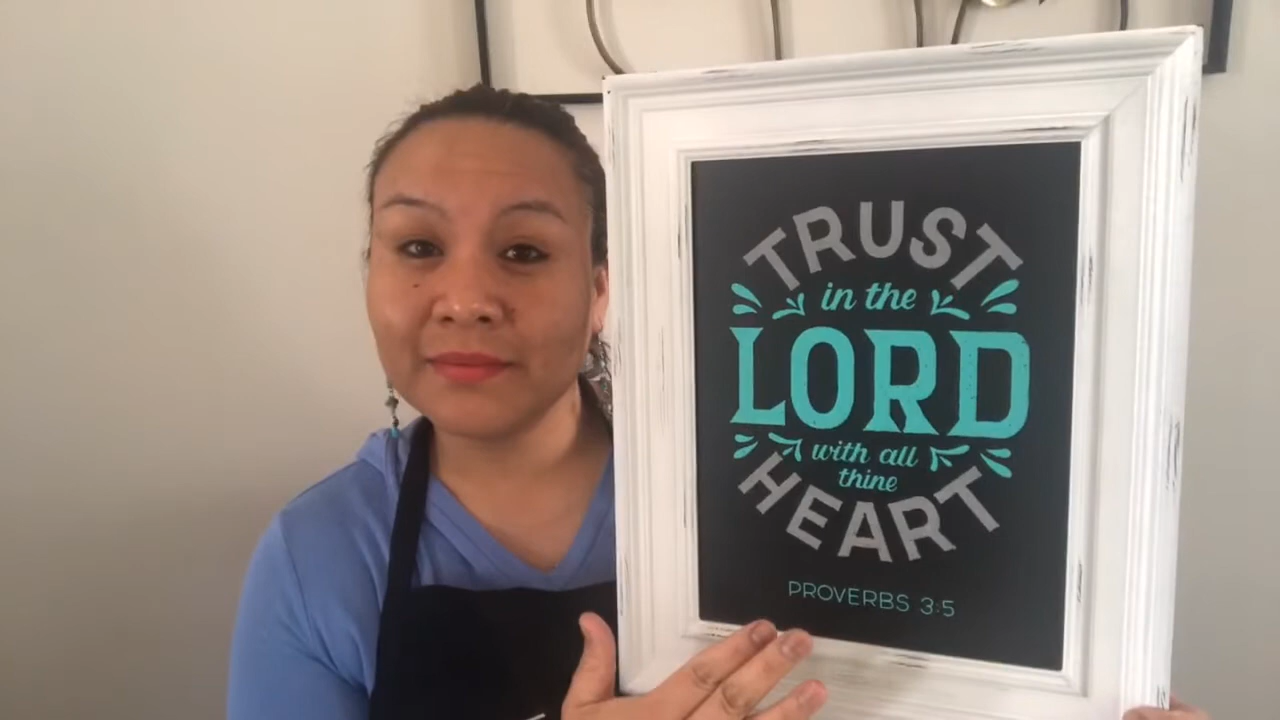 TRUST
in the
LORD
with all
thine
HEART
PROVERBS 3:5